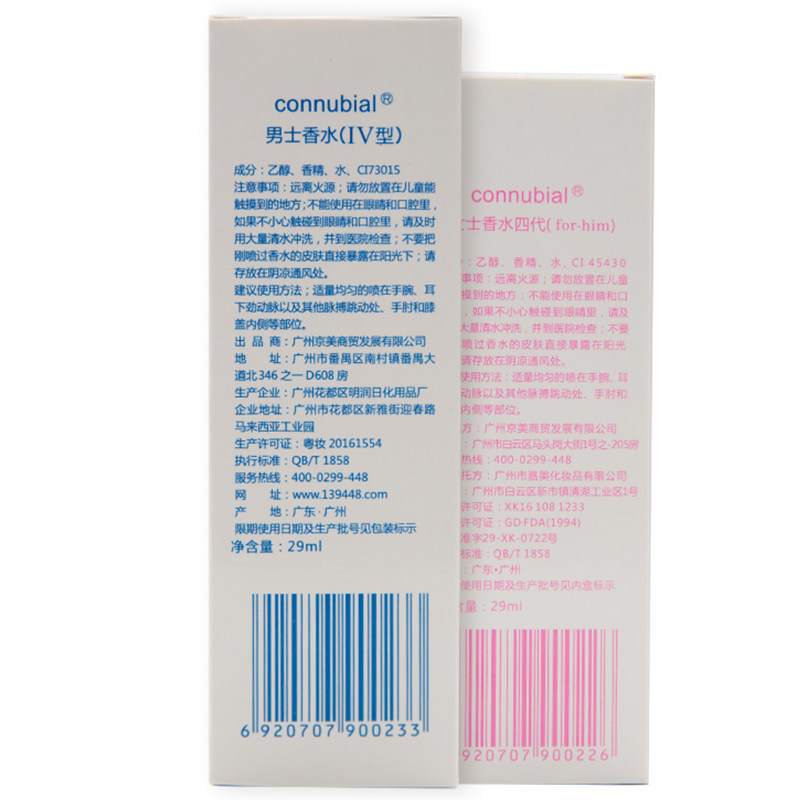 connubial®
男士香水(IV型)
成分：乙醇、香精、水、CI73015
注意事项：远离火源；请勿放置在儿童能
触摸到的地方；不能使用在眼睛和口腔里，
如果不小心触碰到眼睛和口腔里，请及时
用大量清水冲洗，并到医院检查；不要把
刚喷过香水的皮肤直接暴露在阳光下；请
存放在阴凉通风处。
建议使用方法；适量均匀的喷在手腕、耳
下劲动脉以及其他脉搏跳动处、手肘和膝
盖内侧等部位。
出品商：广州京美商贸发展有限公司
地址：广州市番禺区南村镇番禺大
道北346之一D608房
生产企业：广州花都区明润日化用品厂
企业地址：广州市花都区新雅街迎春路
马来西亚工业园
生产许可证：粤妆20161554
执行标准：QB/T 1858
服务热线：400-0299-448
网址：www.139448.com
产地：广东·广州
限期使用日期及生产批号见包装标示
净含量：29ml
6 920707 900233
connubial®
士香水四代( for-him)
：乙醇、香精、水、CI 45430
事项：远离火源；请勿放置在儿童
摸到的地方：不能使用在眼睛和口
，如果不小心触碰到眼睛里，请及
大量清水冲洗，并到医院检查；不要
过香水的皮肤直接暴露在阳光
请存放在阴凉通风处。
使用方法：适量均匀的喷在手腕、耳
动脉以及其他脉搏跳动处、手肘和
内侧等部位。
方：广州京美商贸发展有限公司
：广州市白云区马头岗大街1号之-205房
热线：400-0299-448
托方：广州市嘉美化妆品有限公司
：广州市白云区新市镇清湖工业区1号
许可证：XK16 108 1233
许可证：GD·FDA(1994)
准字29-XK-0722号
标准：QB/T 1858
：广东·广州
使用日期及生产批号见内盒标示
量：29ml
920707 900226